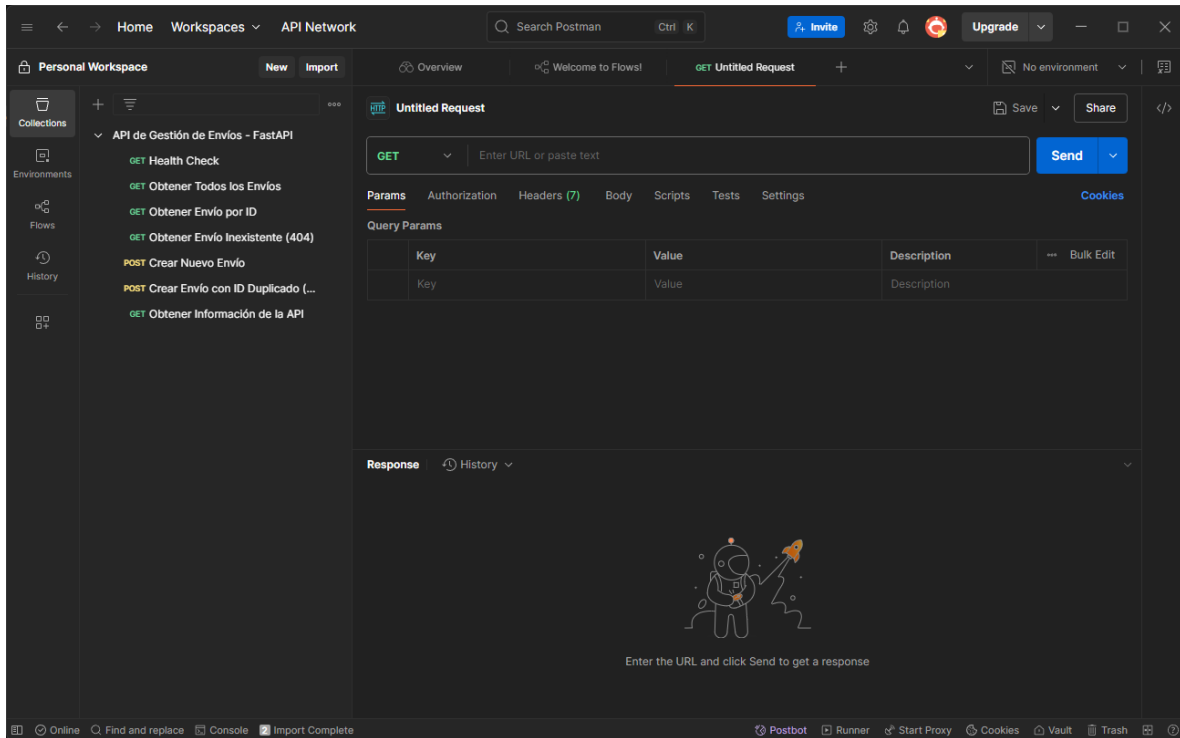 Home Workspaces API Network Search Postman Ctrl K Invite Upgrade
Personal Workspace New Import Overview Welcome to Flows! GET Untitled Request No environment
Collections
Environments
Flows
History
API de Gestión de Envíos - FastAPI
GET Health Check
GET Obtener Todos los Envíos
GET Obtener Envío por ID
GET Obtener Envío Inexistente (404)
POST Crear Nuevo Envío
POST Crear Envío con ID Duplicado (...
GET Obtener Información de la API
HTTP Untitled Request Save Share
GET Enter URL or paste text Send
Params Authorization Headers (7) Body Scripts Tests Settings Cookies
Query Params
Key Value Description Bulk Edit
Key Value Description
Response History
Enter the URL and click Send to get a response
Online Find and replace Console 2 Import Complete Postbot Runner Start Proxy Cookies Vault Trash